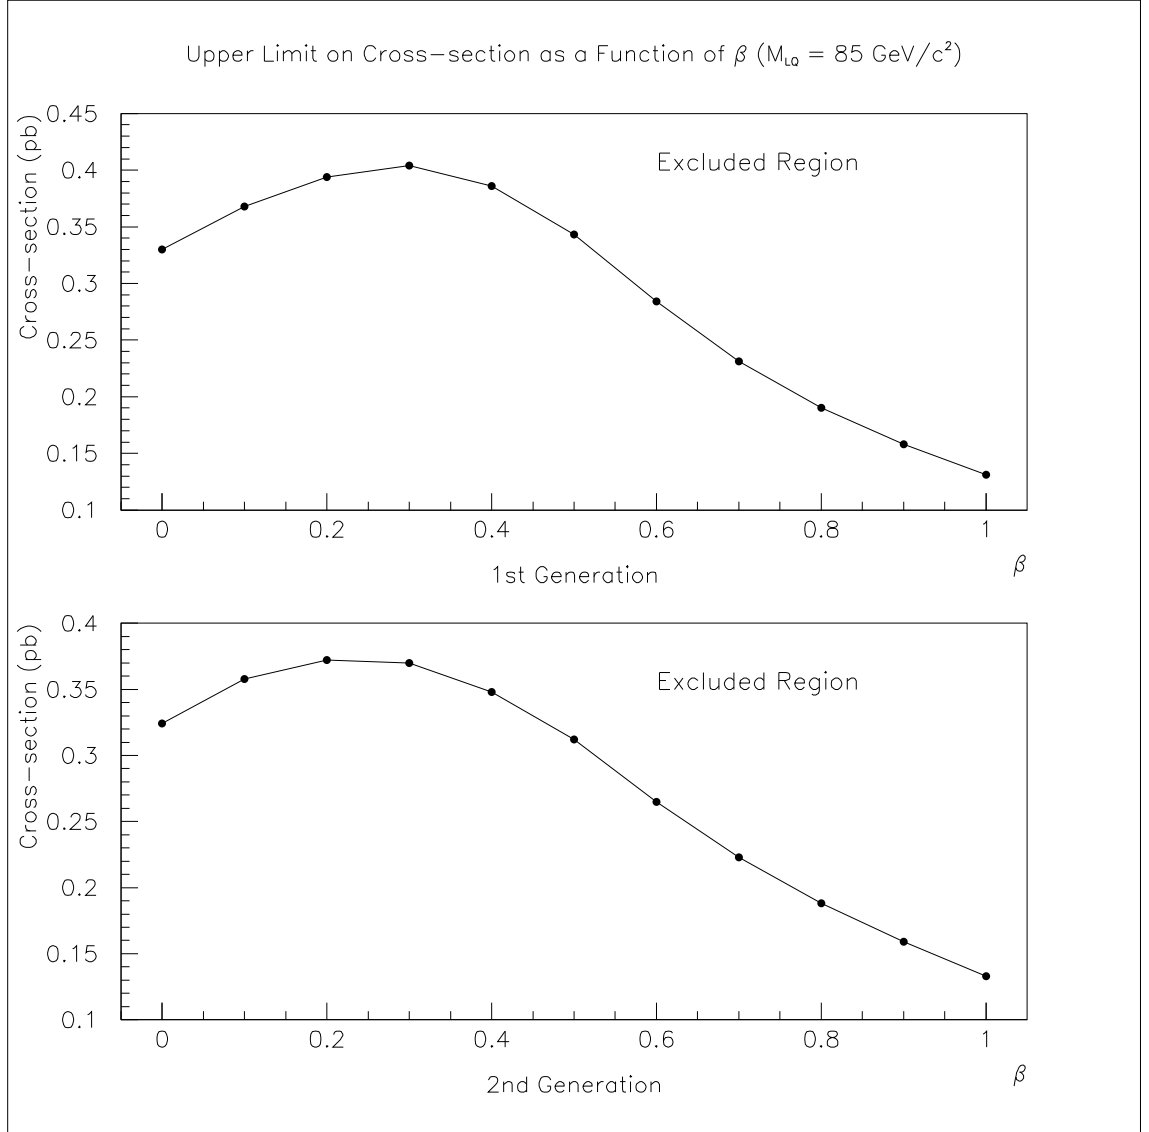 Upper Limit on Cross-section as a Function of β (M_LQ = 85 GeV/c²)
Cross-section (pb)
0.45
0.4
0.35
0.3
0.25
0.2
0.15
0.1
Excluded Region
0 0.2 0.4 0.6 0.8 1
β
1st Generation
Cross-section (pb)
0.4
0.35
0.3
0.25
0.2
0.15
0.1
Excluded Region
0 0.2 0.4 0.6 0.8 1
β
2nd Generation